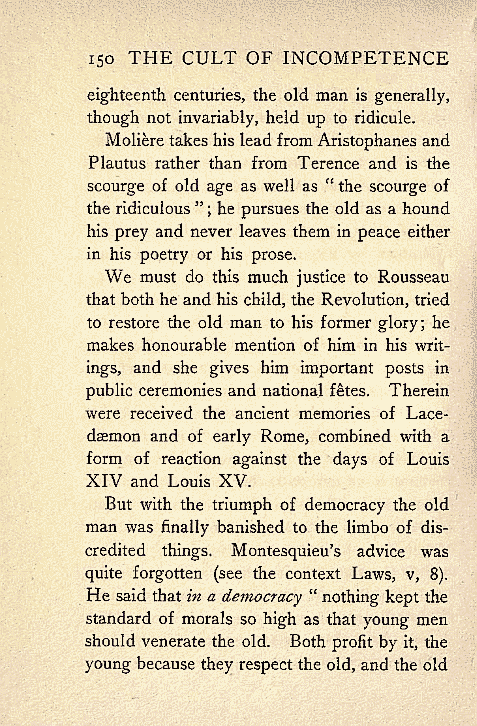 150 THE CULT OF INCOMPETENCE
eighteenth centuries, the old man is generally,
though not invariably, held up to ridicule.
Molière takes his lead from Aristophanes and
Plautus rather than from Terence and is the
scourge of old age as well as “ the scourge of
the ridiculous ” ; he pursues the old as a hound
his prey and never leaves them in peace either
in his poetry or his prose.
We must do this much justice to Rousseau
that both he and his child, the Revolution, tried
to restore the old man to his former glory; he
makes honourable mention of him in his writ-
ings, and she gives him important posts in
public ceremonies and national fêtes. Therein
were received the ancient memories of Lace-
dæmon and of early Rome, combined with a
form of reaction against the days of Louis
XIV and Louis XV.
But with the triumph of democracy the old
man was finally banished to the limbo of dis-
credited things. Montesquieu's advice was
quite forgotten (see the context Laws, v, 8).
He said that in a democracy “ nothing kept the
standard of morals so high as that young men
should venerate the old. Both profit by it, the
young because they respect the old, and the old